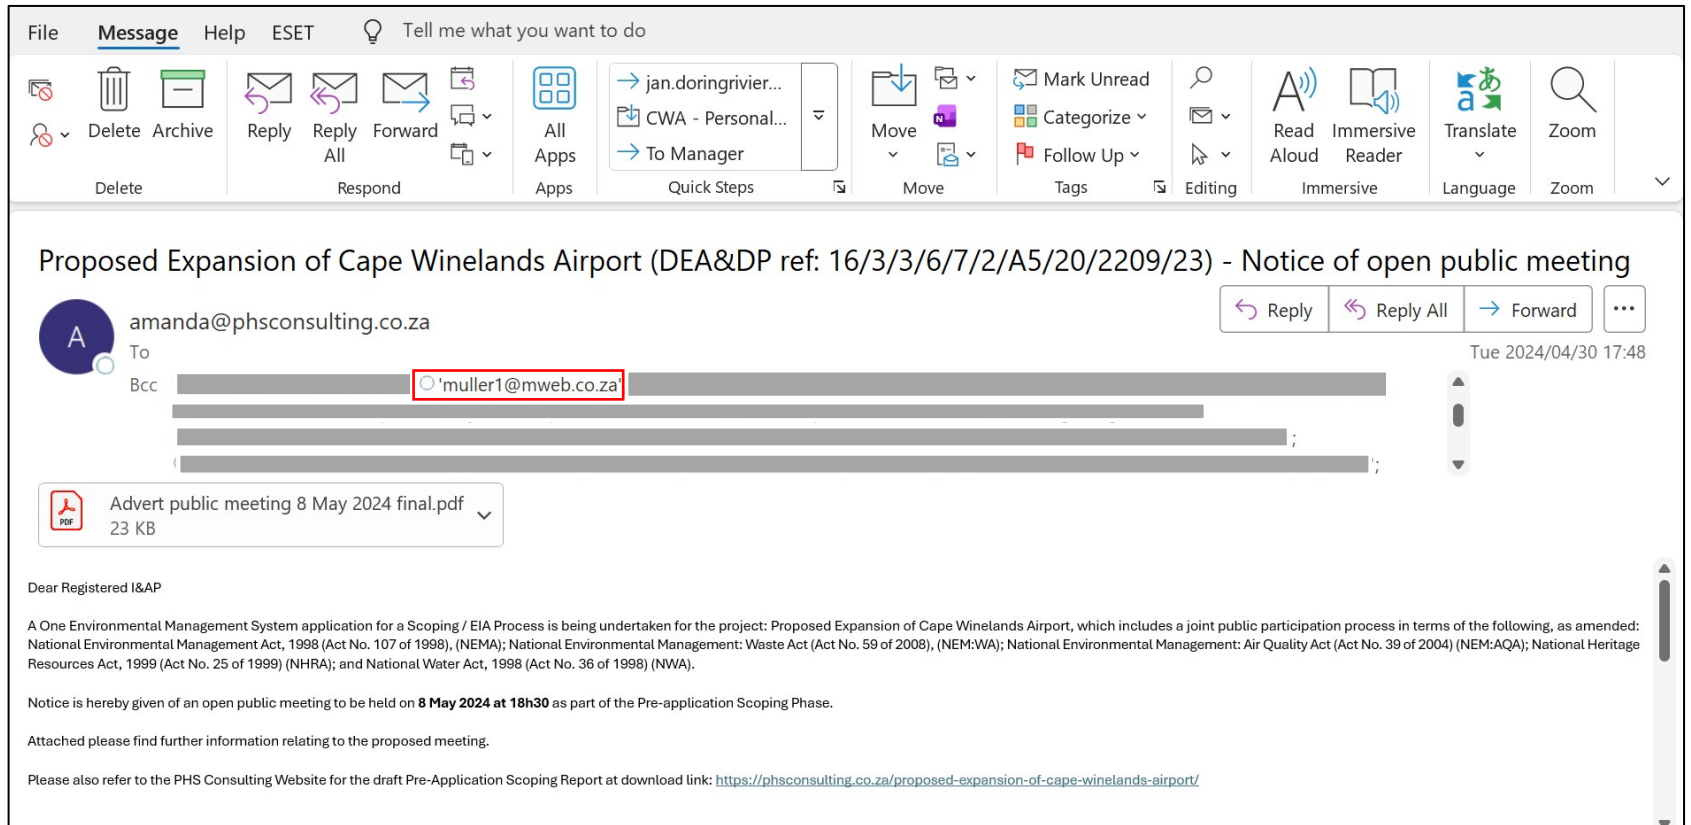 File Message Help ESET Tell me what you want to do
Delete Archive Reply Reply All Forward All Apps
jan.doringrivier...
CWA - Personal...
To Manager
Move
Mark Unread
Categorize
Follow Up
Read Aloud Immersive Reader Translate Zoom
Delete Respond Apps Quick Steps Move Tags Editing Immersive Language Zoom
Proposed Expansion of Cape Winelands Airport (DEA&DP ref: 16/3/3/6/7/2/A5/20/2209/23) - Notice of open public meeting
A
amanda@phsconsulting.co.za
Reply Reply All Forward ...
To
Tue 2024/04/30 17:48
Bcc 'muller1@mweb.co.za'
;
';
PDF
Advert public meeting 8 May 2024 final.pdf
23 KB
Dear Registered I&AP
A One Environmental Management System application for a Scoping / EIA Process is being undertaken for the project: Proposed Expansion of Cape Winelands Airport, which includes a joint public participation process in terms of the following, as amended:
National Environmental Management Act, 1998 (Act No. 107 of 1998), (NEMA); National Environmental Management: Waste Act (Act No. 59 of 2008), (NEM:WA); National Environmental Management: Air Quality Act (Act No. 39 of 2004) (NEM:AQA); National Heritage
Resources Act, 1999 (Act No. 25 of 1999) (NHRA); and National Water Act, 1998 (Act No. 36 of 1998) (NWA).
Notice is hereby given of an open public meeting to be held on 8 May 2024 at 18h30 as part of the Pre-application Scoping Phase.
Attached please find further information relating to the proposed meeting.
Please also refer to the PHS Consulting Website for the draft Pre-Application Scoping Report at download link: https://phsconsulting.co.za/proposed-expansion-of-cape-winelands-airport/